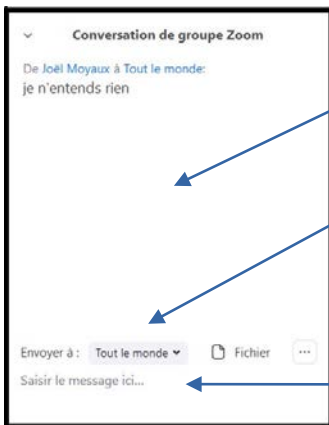 Conversation de groupe Zoom
De Joël Moyaux à Tout le monde:
je n'entends rien
Envoyer à : Tout le monde Fichier ...
Saisir le message ici...